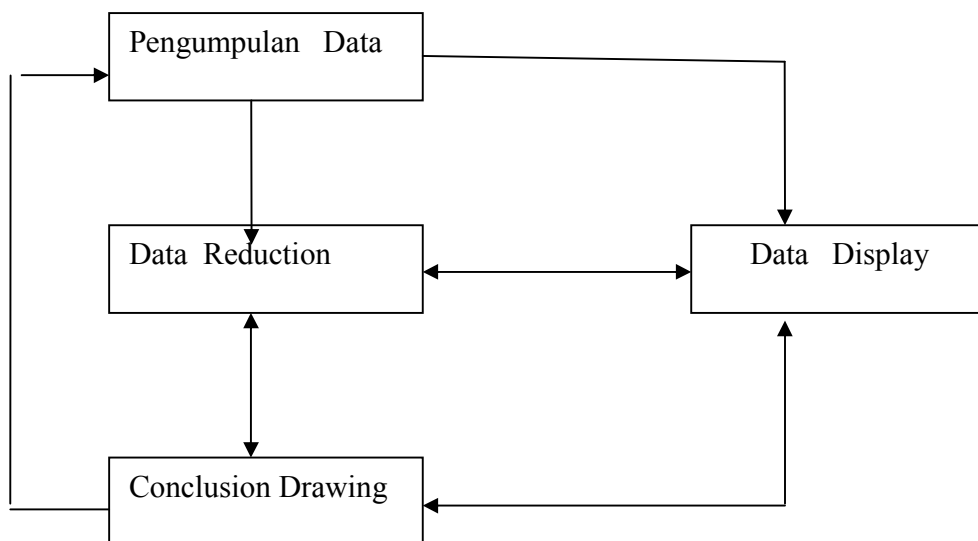 Pengumpulan Data
Data Reduction
Data Display
Conclusion Drawing